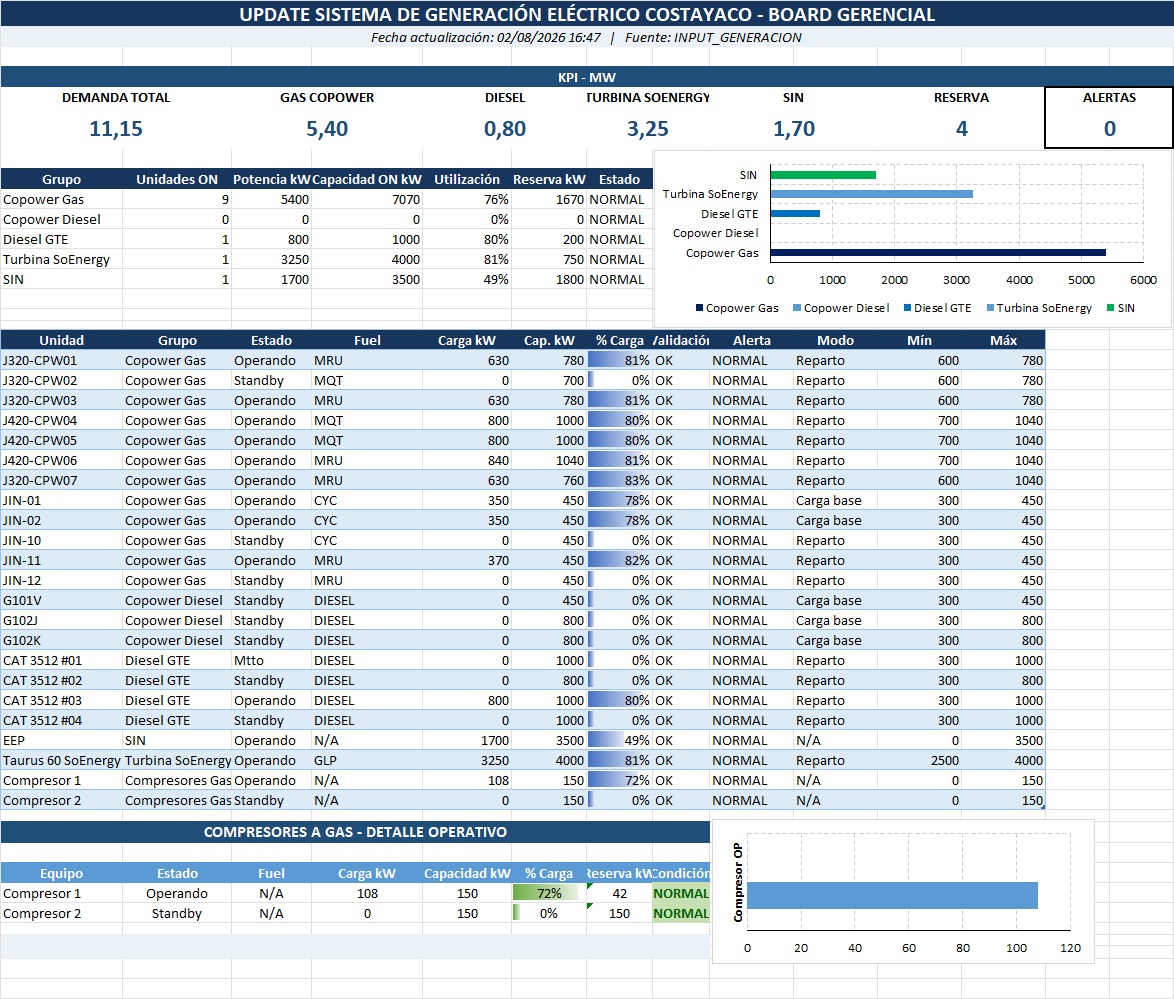 UPDATE SISTEMA DE GENERACIÓN ELÉCTRICO COSTAYACO - BOARD GERENCIAL
Fecha actualización: 02/08/2026 16:47 | Fuente: INPUT_GENERACION
KPI - MW
DEMANDA TOTAL GAS COPOWER DIESEL TURBINA SOENERGY SIN RESERVA ALERTAS
11,15 5,40 0,80 3,25 1,70 4 0
Grupo Unidades ON Potencia kW Capacidad ON kW Utilización Reserva kW Estado
Copower Gas 9 5400 7070 76% 1670 NORMAL
Copower Diesel 0 0 0 0% 0 NORMAL
Diesel GTE 1 800 1000 80% 200 NORMAL
Turbina SoEnergy 1 3250 4000 81% 750 NORMAL
SIN 1 1700 3500 49% 1800 NORMAL
SIN
Turbina SoEnergy
Diesel GTE
Copower Diesel
Copower Gas
0 1000 2000 3000 4000 5000 6000
Copower Gas Copower Diesel Diesel GTE Turbina SoEnergy SIN
Unidad Grupo Estado Fuel Carga kW Cap. kW % Carga Validación Alerta Modo Mín Máx
J320-CPW01 Copower Gas Operando MRU 630 780 81% OK NORMAL Reparto 600 780
J320-CPW02 Copower Gas Standby MQT 0 700 0% OK NORMAL Reparto 600 780
J320-CPW03 Copower Gas Operando MRU 630 780 81% OK NORMAL Reparto 600 780
J420-CPW04 Copower Gas Operando MQT 800 1000 80% OK NORMAL Reparto 700 1040
J420-CPW05 Copower Gas Operando MQT 800 1000 80% OK NORMAL Reparto 700 1040
J420-CPW06 Copower Gas Operando MRU 840 1040 81% OK NORMAL Reparto 700 1040
J320-CPW07 Copower Gas Operando MRU 630 760 83% OK NORMAL Reparto 600 1040
JIN-01 Copower Gas Operando CYC 350 450 78% OK NORMAL Carga base 300 450
JIN-02 Copower Gas Operando CYC 350 450 78% OK NORMAL Carga base 300 450
JIN-10 Copower Gas Standby CYC 0 450 0% OK NORMAL Reparto 300 450
JIN-11 Copower Gas Operando MRU 370 450 82% OK NORMAL Reparto 300 450
JIN-12 Copower Gas Standby MRU 0 450 0% OK NORMAL Reparto 300 450
G101V Copower Diesel Standby DIESEL 0 450 0% OK NORMAL Carga base 300 450
G102J Copower Diesel Standby DIESEL 0 800 0% OK NORMAL Carga base 300 800
G102K Copower Diesel Standby DIESEL 0 800 0% OK NORMAL Carga base 300 800
CAT 3512 #01 Diesel GTE Mtto DIESEL 0 1000 0% OK NORMAL Reparto 300 1000
CAT 3512 #02 Diesel GTE Standby DIESEL 0 800 0% OK NORMAL Reparto 300 800
CAT 3512 #03 Diesel GTE Operando DIESEL 800 1000 80% OK NORMAL Reparto 300 1000
CAT 3512 #04 Diesel GTE Standby DIESEL 0 1000 0% OK NORMAL Reparto 300 1000
EEP SIN Operando N/A 1700 3500 49% OK NORMAL N/A 0 3500
Taurus 60 SoEnergy Turbina SoEnergy Operando GLP 3250 4000 81% OK NORMAL Reparto 2500 4000
Compresor 1 Compresores Gas Operando N/A 108 150 72% OK NORMAL N/A 0 150
Compresor 2 Compresores Gas Standby N/A 0 150 0% OK NORMAL N/A 0 150
COMPRESORES A GAS - DETALLE OPERATIVO
Equipo Estado Fuel Carga kW Capacidad kW % Carga Reserva kW Condición
Compresor 1 Operando N/A 108 150 72% 42 NORMAL
Compresor 2 Standby N/A 0 150 0% 150 NORMAL
Compresor OP
0 20 40 60 80 100 120